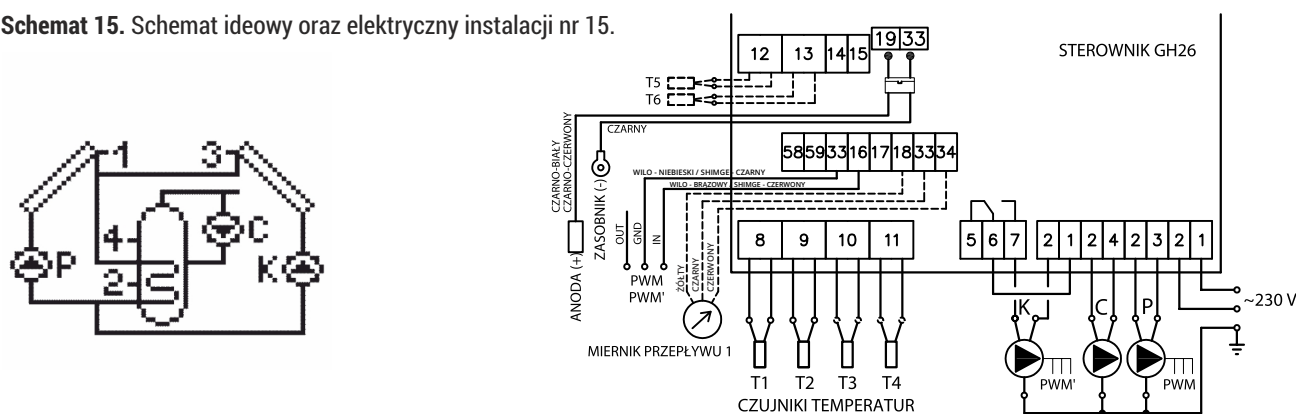 Schemat 15. Schemat ideowy oraz elektryczny instalacji nr 15.
1
3
4
2
P
C
K
STEROWNIK GH26
12 13 14 15
19 33
T5
T6
CZARNY
CZARNO-BIAŁY
CZARNO-CZERWONY
ZASOBNIK (-)
ANODA (+)
58 59 33 16 17 18 33 34
WILO - NIEBIESKI / SHIMGE - CZARNY
WILO - BRĄZOWY / SHIMGE - CZERWONY
OUT
GND
IN
PWM
PWM'
ŻÓŁTY
CZARNY
CZERWONY
MIERNIK PRZEPŁYWU 1
8 9 10 11
T1 T2 T3 T4
CZUJNIKI TEMPERATUR
5 6 7
2 1 2 4 2 3 2 1
K
C
P
PWM'
PWM
~230 V